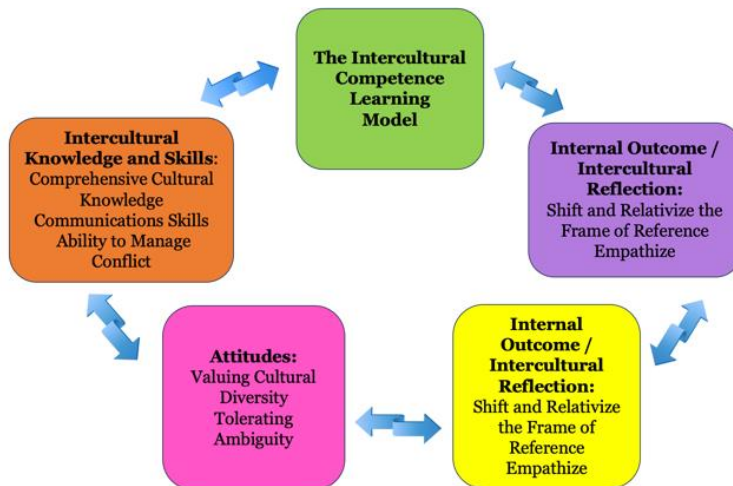 The Intercultural
Competence
Learning
Model
Intercultural
Knowledge and Skills:
Comprehensive Cultural
Knowledge
Communications Skills
Ability to Manage
Conflict
Internal Outcome /
Intercultural
Reflection:
Shift and Relativize the
Frame of Reference
Empathize
Attitudes:
Valuing Cultural
Diversity
Tolerating
Ambiguity
Internal
Outcome /
Intercultural
Reflection:
Shift and Relativize
the Frame of
Reference
Empathize